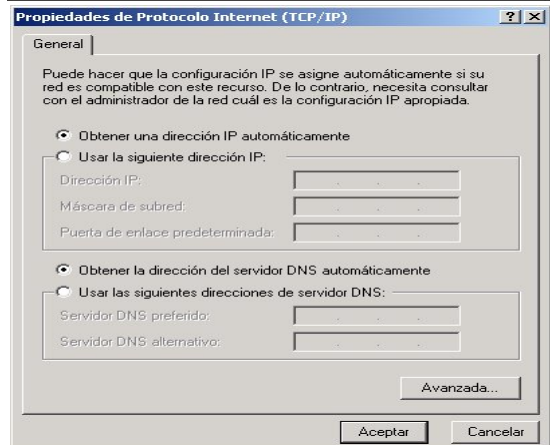 Propiedades de Protocolo Internet (TCP/IP)
General
Puede hacer que la configuración IP se asigne automáticamente si su
red es compatible con este recurso. De lo contrario, necesita consultar
con el administrador de la red cuál es la configuración IP apropiada.
Obtener una dirección IP automáticamente
Usar la siguiente dirección IP:
Dirección IP:
Máscara de subred:
Puerta de enlace predeterminada:
Obtener la dirección del servidor DNS automáticamente
Usar las siguientes direcciones de servidor DNS:
Servidor DNS preferido:
Servidor DNS alternativo:
Avanzada...
Aceptar Cancelar